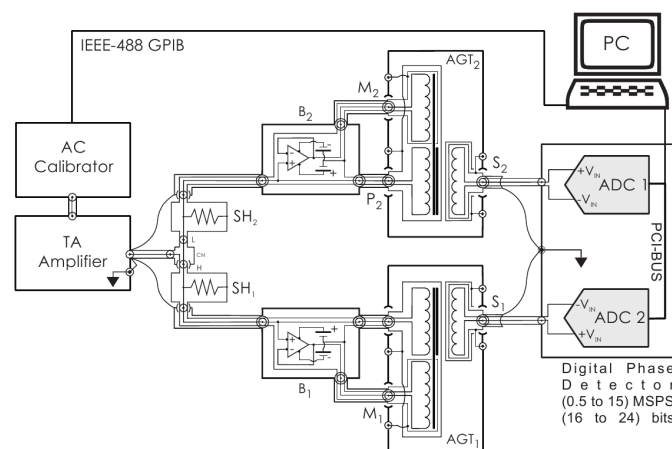 IEEE-488 GPIB
PC
AGT2
M2
B2
AC
Calibrator
- +
+
S2
+VIN
-VIN
ADC 1
P2
SH2
TA
Amplifier
L
CN
H
PCI-BUS
SH1
S1
-VIN
+VIN
ADC 2
+
- +
-
B1
M1
AGT1
Digital Phase
Detector
(0.5 to 15) MSPS
(16 to 24) bits